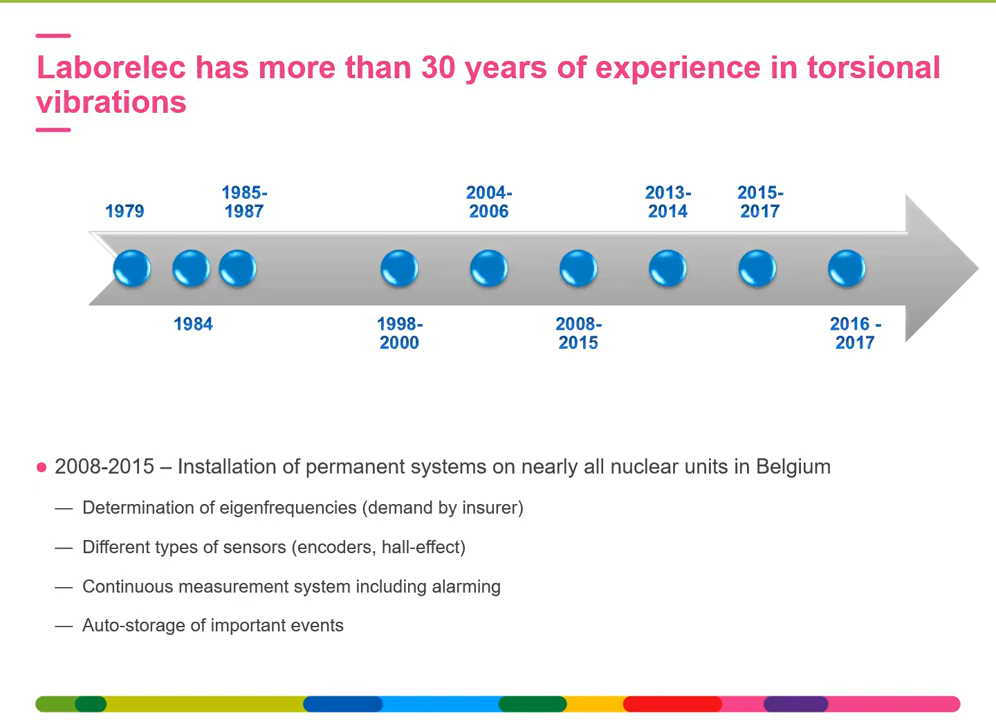 Laborelec has more than 30 years of experience in torsional
vibrations
1979
1985-
1987
2004-
2006
2013-
2014
2015-
2017
1984
1998-
2000
2008-
2015
2016 -
2017
● 2008-2015 – Installation of permanent systems on nearly all nuclear units in Belgium
— Determination of eigenfrequencies (demand by insurer)
— Different types of sensors (encoders, hall-effect)
— Continuous measurement system including alarming
— Auto-storage of important events